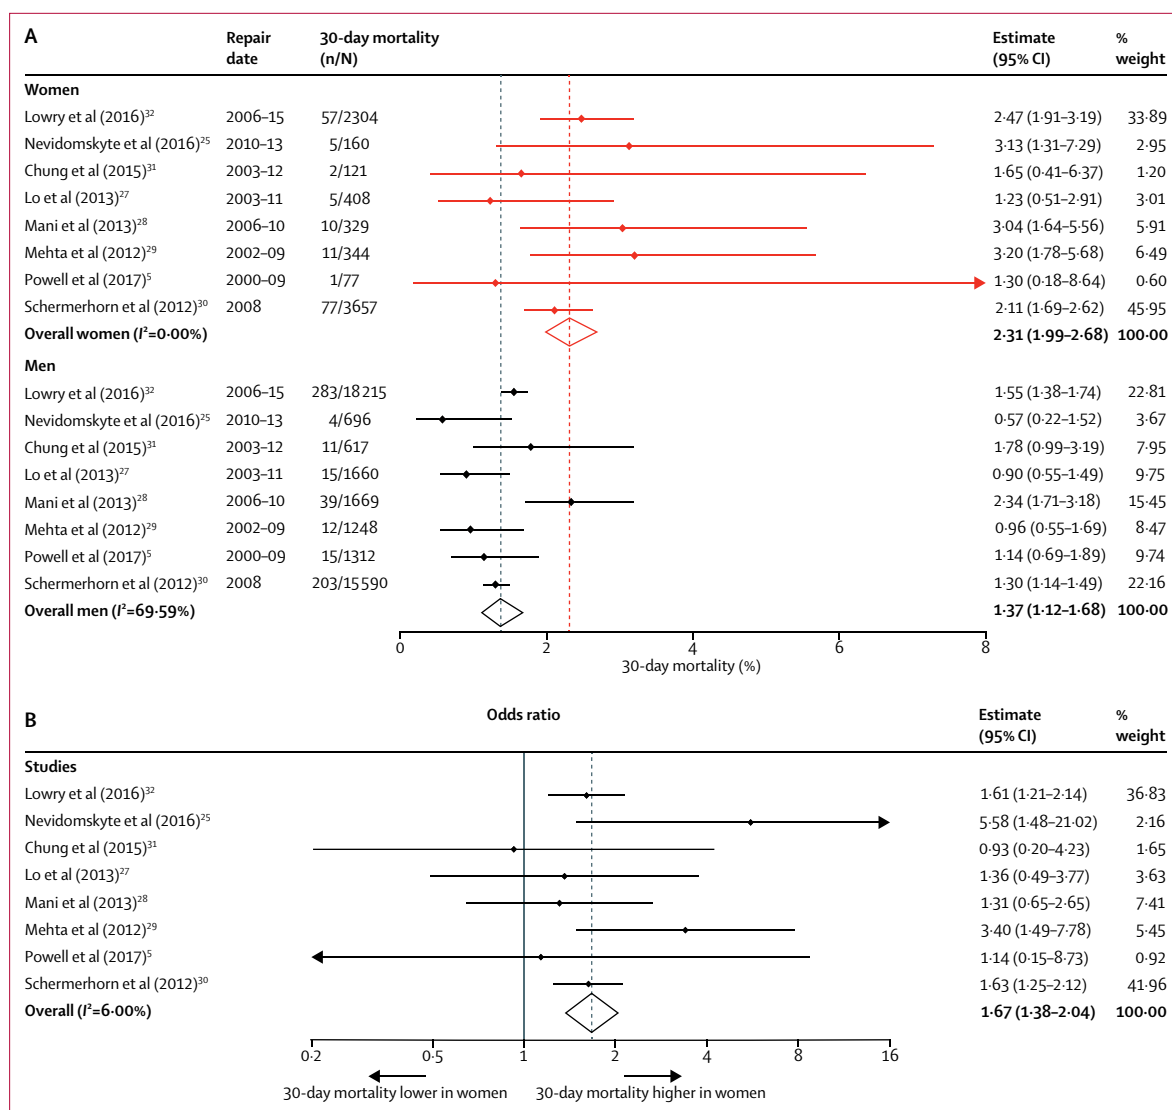 A
Repair date
30-day mortality (n/N)
Estimate (95% CI)
% weight
Women
Lowry et al (2016)32 2006–15 57/2304 2·47 (1·91–3·19) 33·89
Nevidomskyte et al (2016)25 2010–13 5/160 3·13 (1·31–7·29) 2·95
Chung et al (2015)31 2003–12 2/121 1·65 (0·41–6·37) 1·20
Lo et al (2013)27 2003–11 5/408 1·23 (0·51–2·91) 3·01
Mani et al (2013)28 2006–10 10/329 3·04 (1·64–5·56) 5·91
Mehta et al (2012)29 2002–09 11/344 3·20 (1·78–5·68) 6·49
Powell et al (2017)5 2000–09 1/77 1·30 (0·18–8·64) 0·60
Schermerhorn et al (2012)30 2008 77/3657 2·11 (1·69–2·62) 45·95
Overall women (I²=0·00%) 2·31 (1·99–2·68) 100·00
Men
Lowry et al (2016)32 2006–15 283/18 215 1·55 (1·38–1·74) 22·81
Nevidomskyte et al (2016)25 2010–13 4/696 0·57 (0·22–1·52) 3·67
Chung et al (2015)31 2003–12 11/617 1·78 (0·99–3·19) 7·95
Lo et al (2013)27 2003–11 15/1660 0·90 (0·55–1·49) 9·75
Mani et al (2013)28 2006–10 39/1669 2·34 (1·71–3·18) 15·45
Mehta et al (2012)29 2002–09 12/1248 0·96 (0·55–1·69) 8·47
Powell et al (2017)5 2000–09 15/1312 1·14 (0·69–1·89) 9·74
Schermerhorn et al (2012)30 2008 203/15 590 1·30 (1·14–1·49) 22·16
Overall men (I²=69·59%) 1·37 (1·12–1·68) 100·00
0 2 4 6 8
30-day mortality (%)
B
Odds ratio
Estimate (95% CI)
% weight
Studies
Lowry et al (2016)32 1·61 (1·21–2·14) 36·83
Nevidomskyte et al (2016)25 5·58 (1·48–21·02) 2·16
Chung et al (2015)31 0·93 (0·20–4·23) 1·65
Lo et al (2013)27 1·36 (0·49–3·77) 3·63
Mani et al (2013)28 1·31 (0·65–2·65) 7·41
Mehta et al (2012)29 3·40 (1·49–7·78) 5·45
Powell et al (2017)5 1·14 (0·15–8·73) 0·92
Schermerhorn et al (2012)30 1·63 (1·25–2·12) 41·96
Overall (I²=6·00%) 1·67 (1·38–2·04) 100·00
0·2 0·5 1 2 4 8 16
30-day mortality lower in women 30-day mortality higher in women